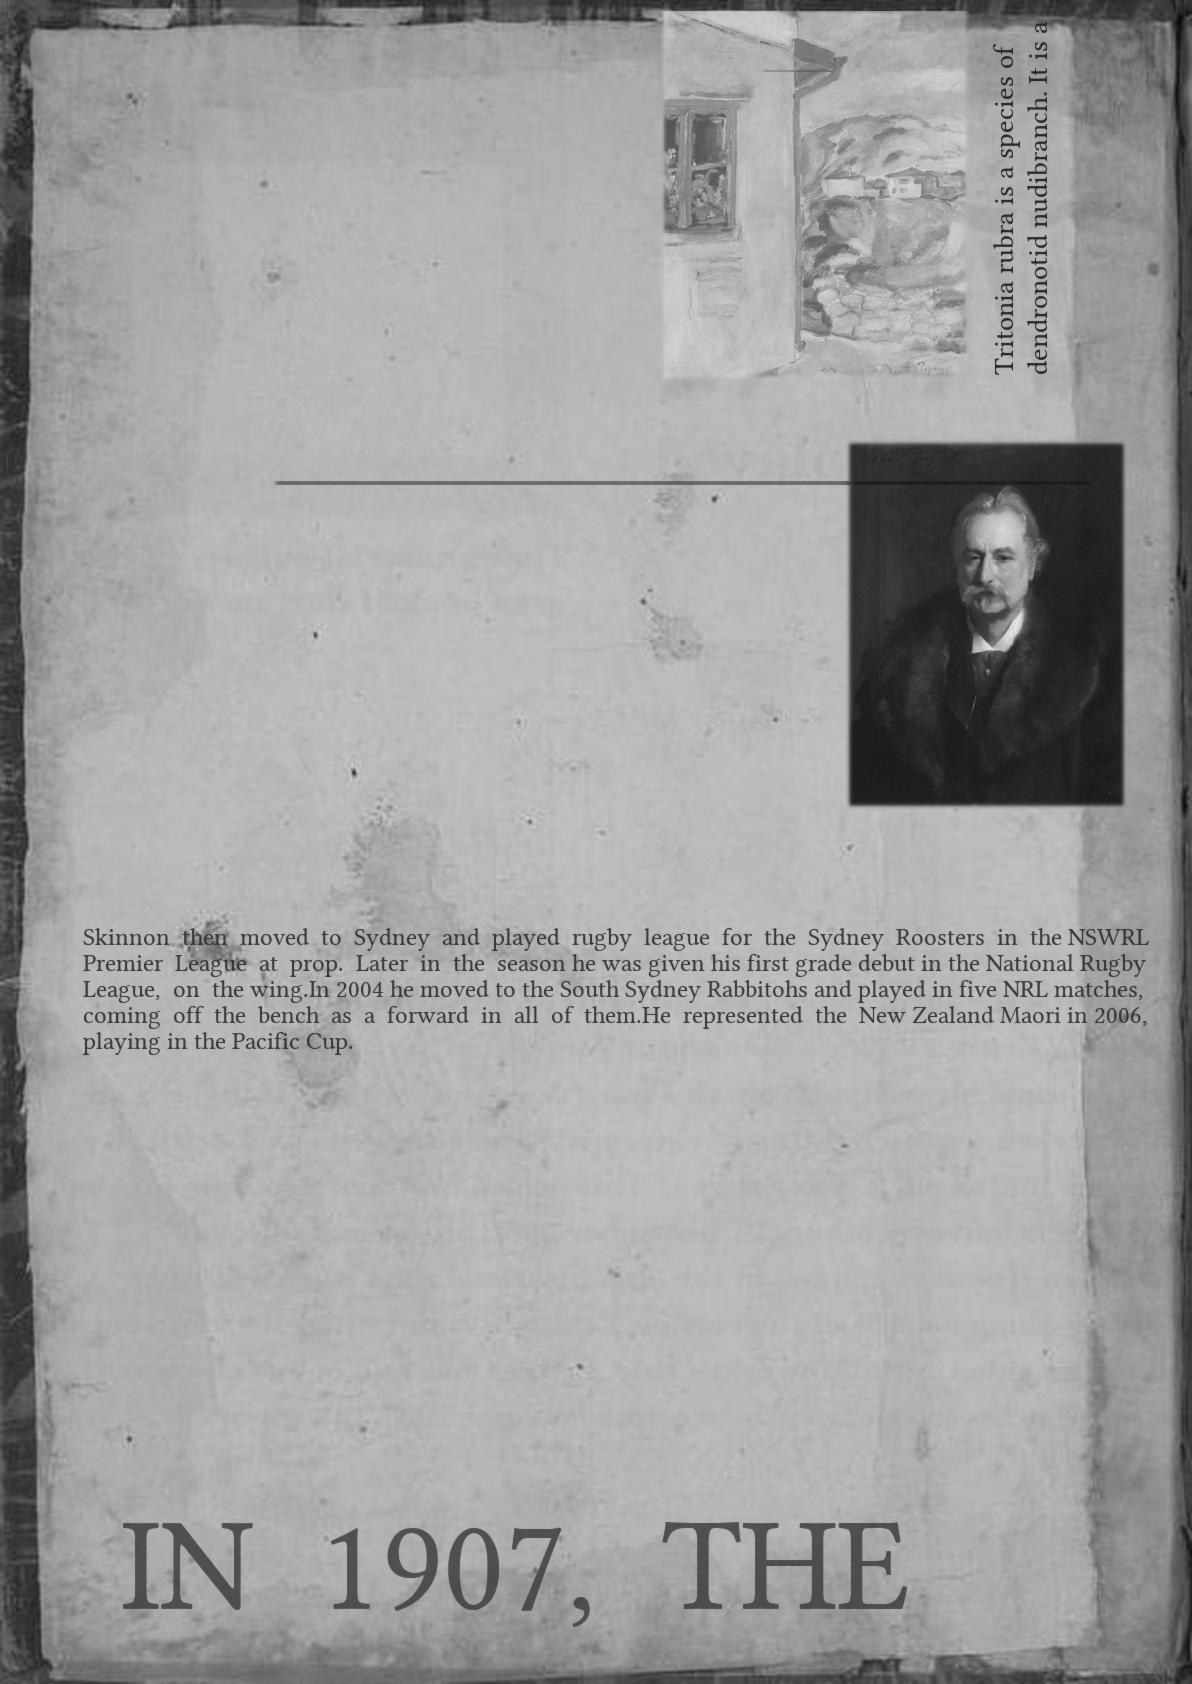 Tritonia rubra is a species of
dendronotid nudibranch. It is a
Skinnon then moved to Sydney and played rugby league for the Sydney Roosters in the NSWRL
Premier League at prop. Later in the season he was given his first grade debut in the National Rugby
League, on the wing.In 2004 he moved to the South Sydney Rabbitohs and played in five NRL matches,
coming off the bench as a forward in all of them.He represented the New Zealand Maori in 2006,
playing in the Pacific Cup.
IN 1907, THE